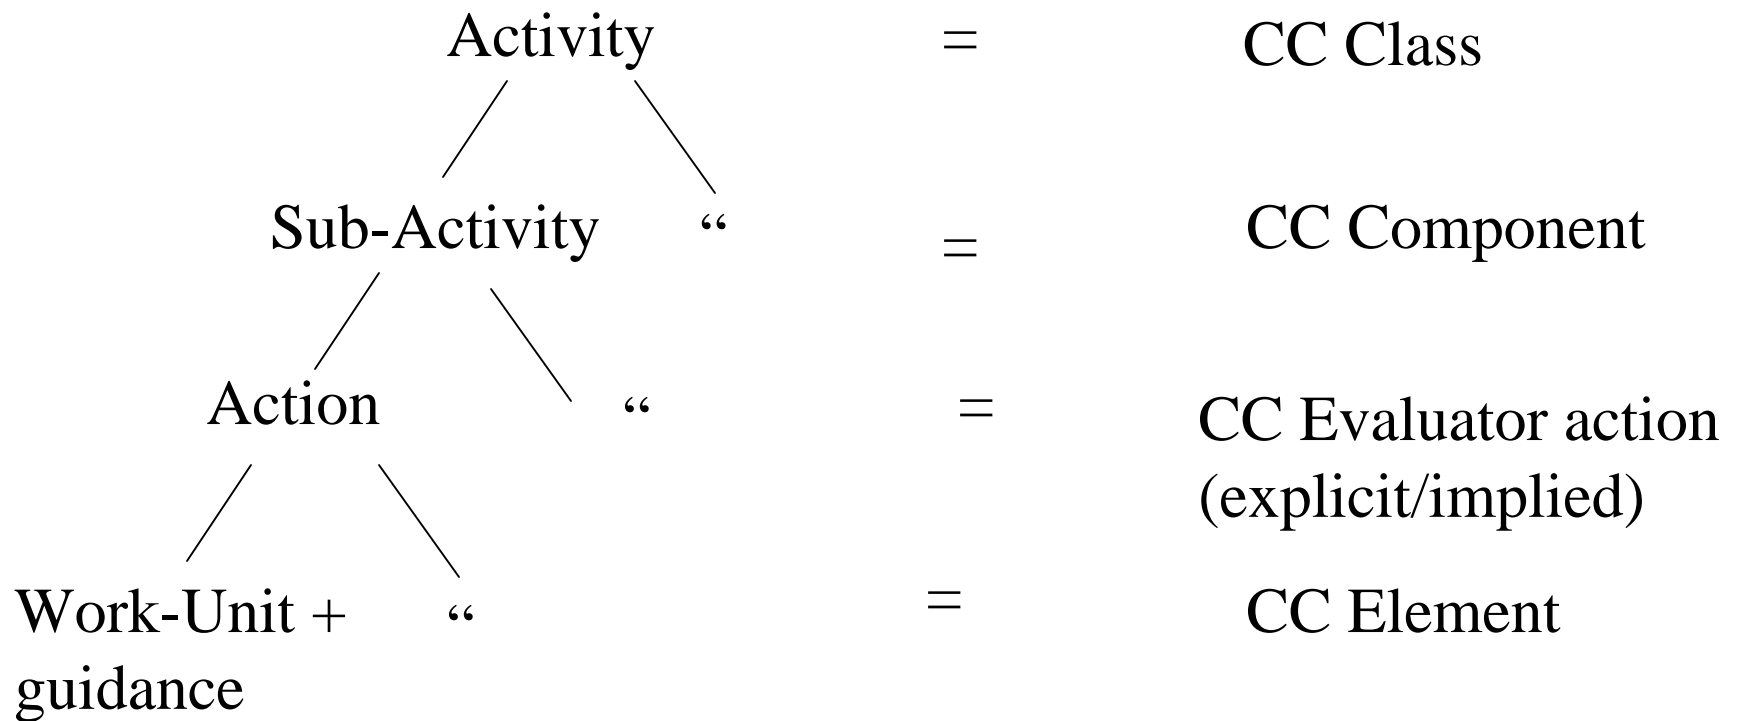 Activity = CC Class
Sub-Activity “ = CC Component
Action “ = CC Evaluator action
(explicit/implied)
Work-Unit + “ = CC Element
guidance